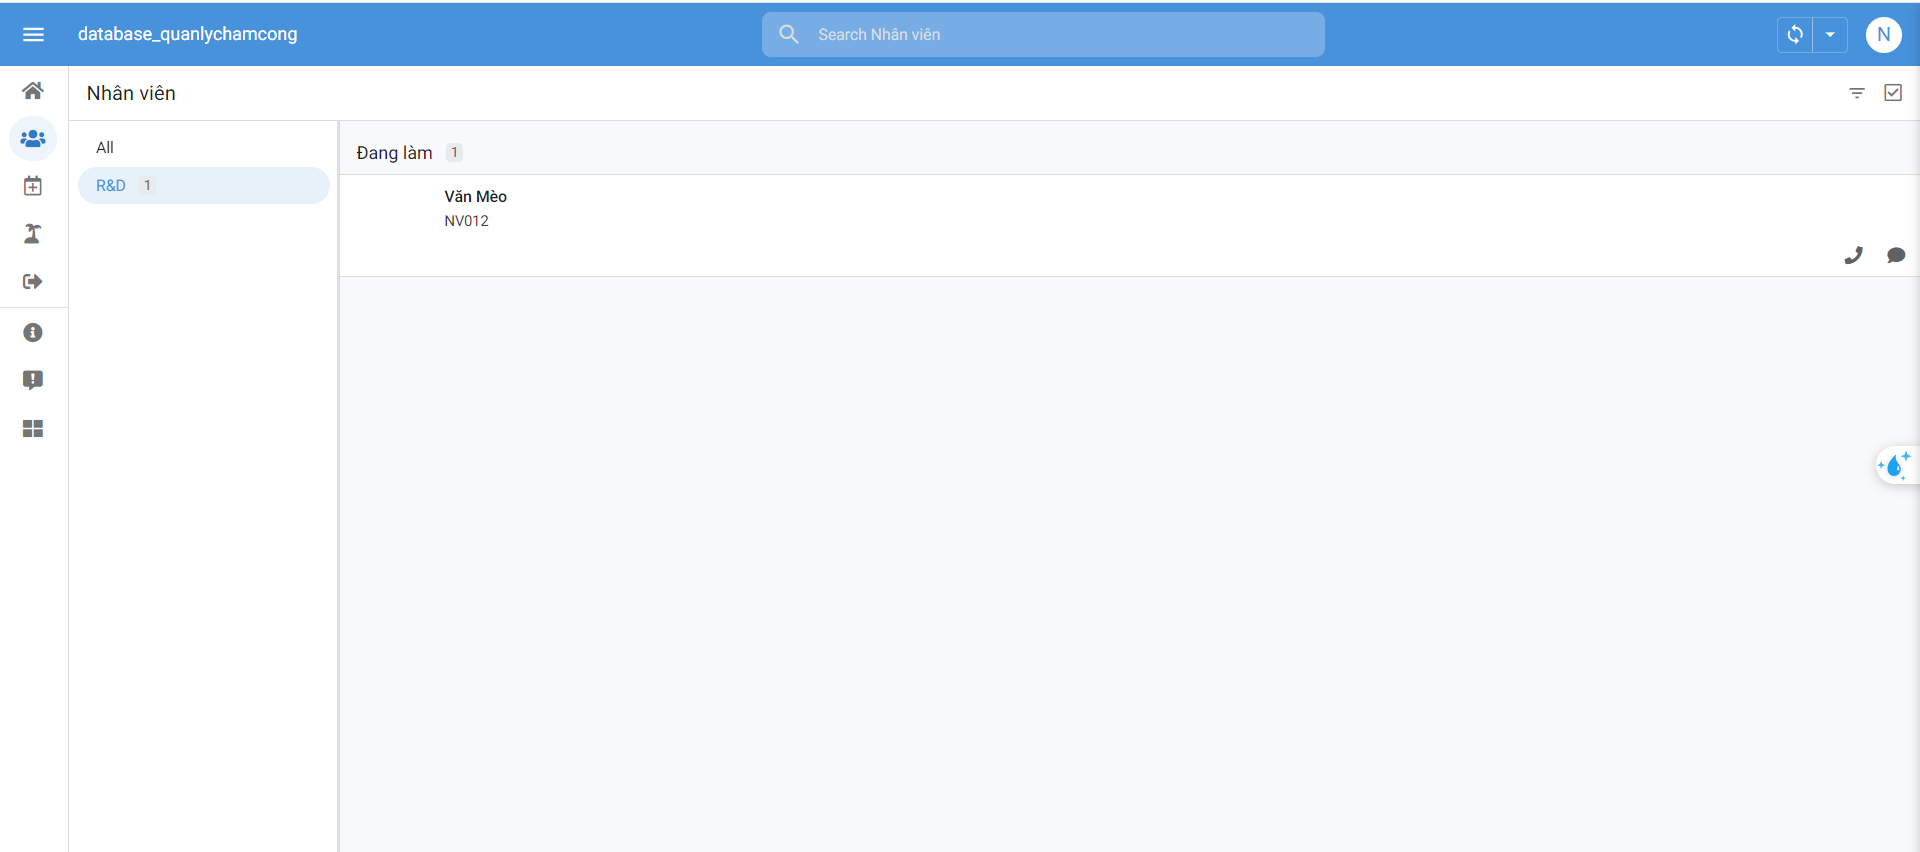 database_quanlychamcong
Search Nhân viên
N
Nhân viên
All
R&D 1
Đang làm 1
Văn Mèo
NV012